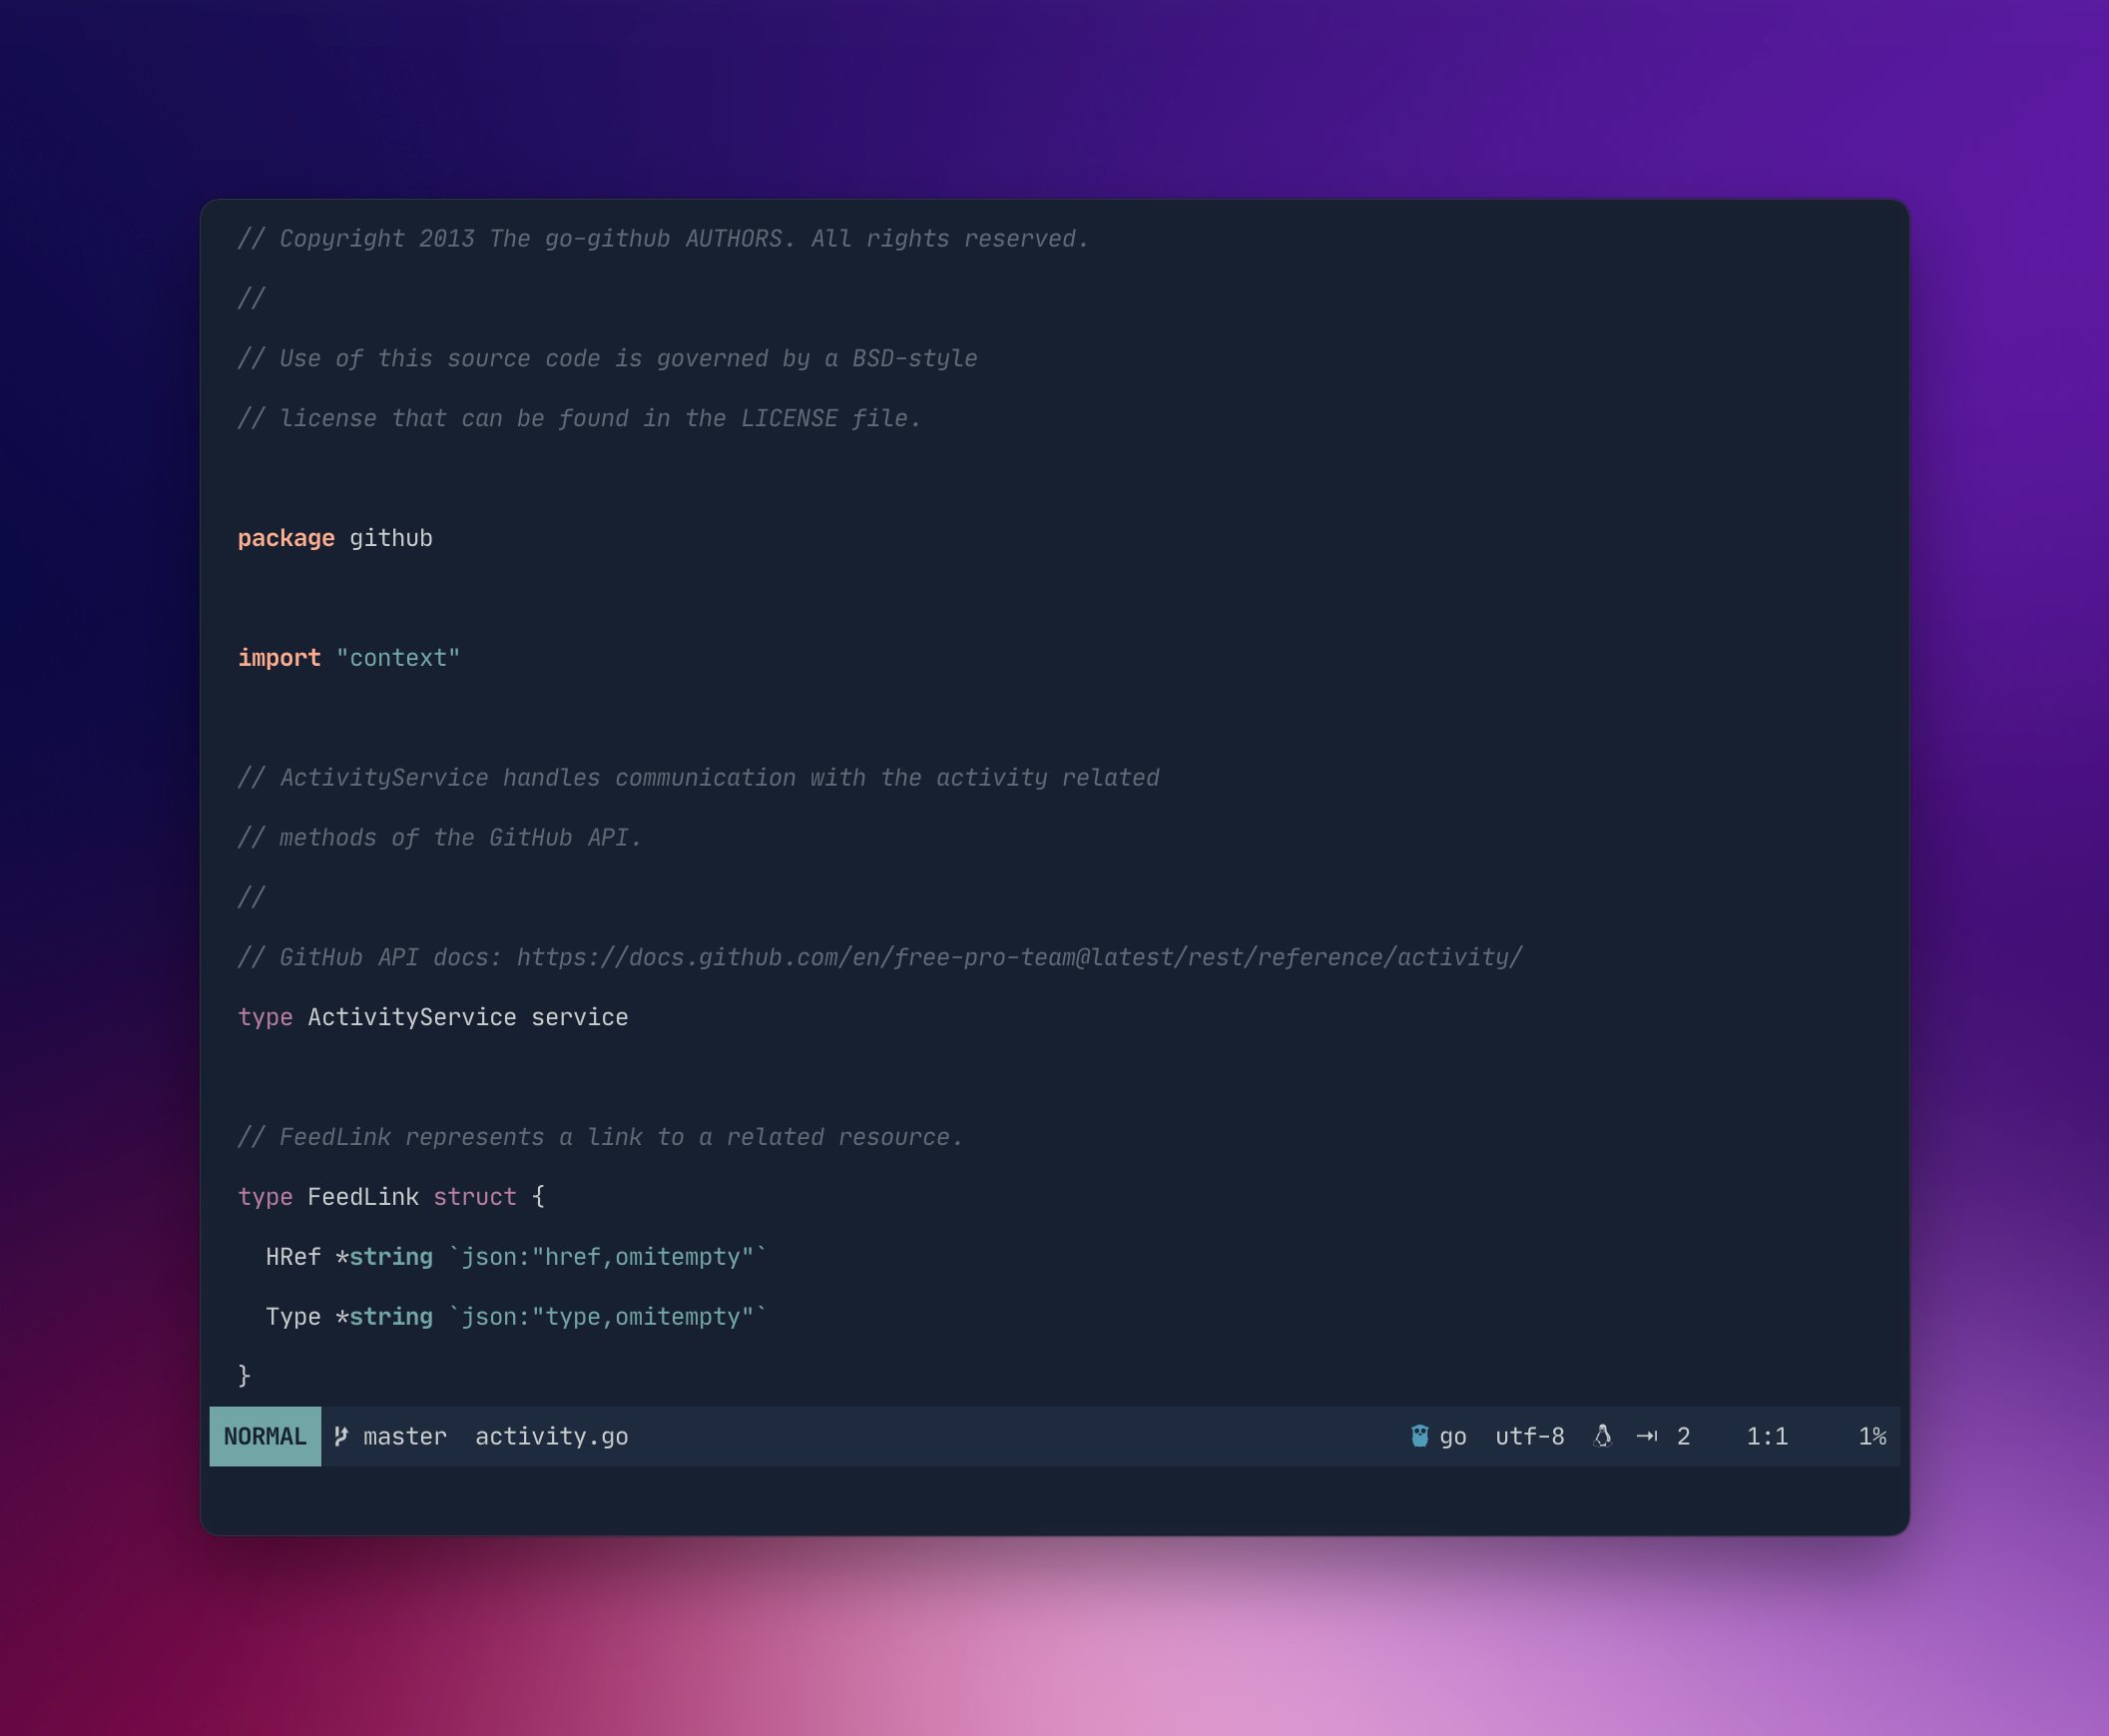 // Copyright 2013 The go-github AUTHORS. All rights reserved.
//
// Use of this source code is governed by a BSD-style
// license that can be found in the LICENSE file.
package github
import "context"
// ActivityService handles communication with the activity related
// methods of the GitHub API.
//
// GitHub API docs: https://docs.github.com/en/free-pro-team@latest/rest/reference/activity/
type ActivityService service
// FeedLink represents a link to a related resource.
type FeedLink struct {
  HRef *string `json:"href,omitempty"`
  Type *string `json:"type,omitempty"`
}
NORMAL master activity.go go utf-8 ⇥ 2 1:1 1%